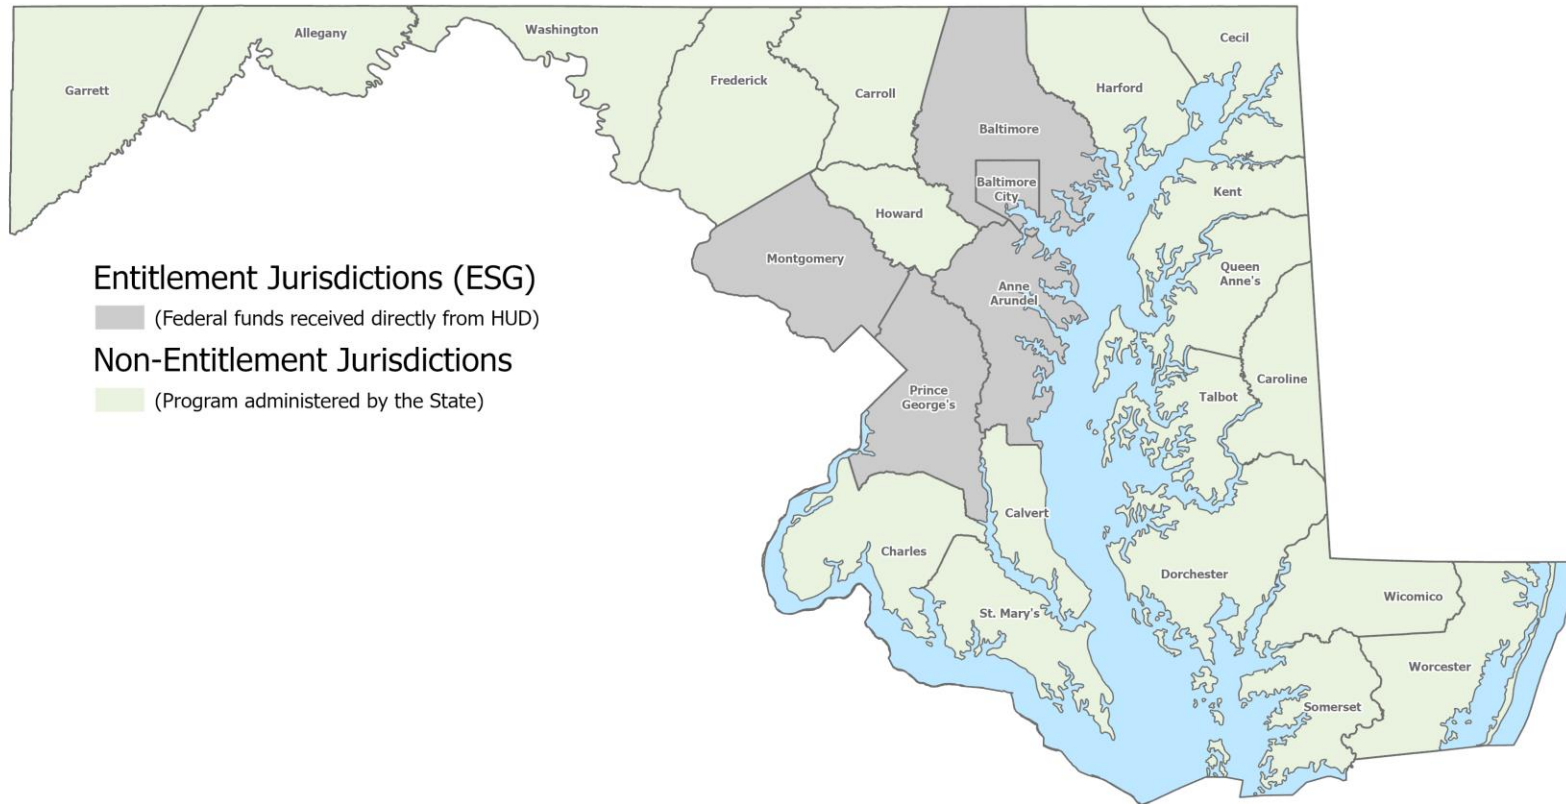 Garrett
Allegany
Washington
Frederick
Carroll
Baltimore
Baltimore
City
Harford
Cecil
Kent
Howard
Montgomery
Anne
Arundel
Queen
Anne's
Prince
George's
Talbot
Caroline
Calvert
Charles
St. Mary's
Dorchester
Wicomico
Worcester
Somerset
Entitlement Jurisdictions (ESG)
(Federal funds received directly from HUD)
Non-Entitlement Jurisdictions
(Program administered by the State)